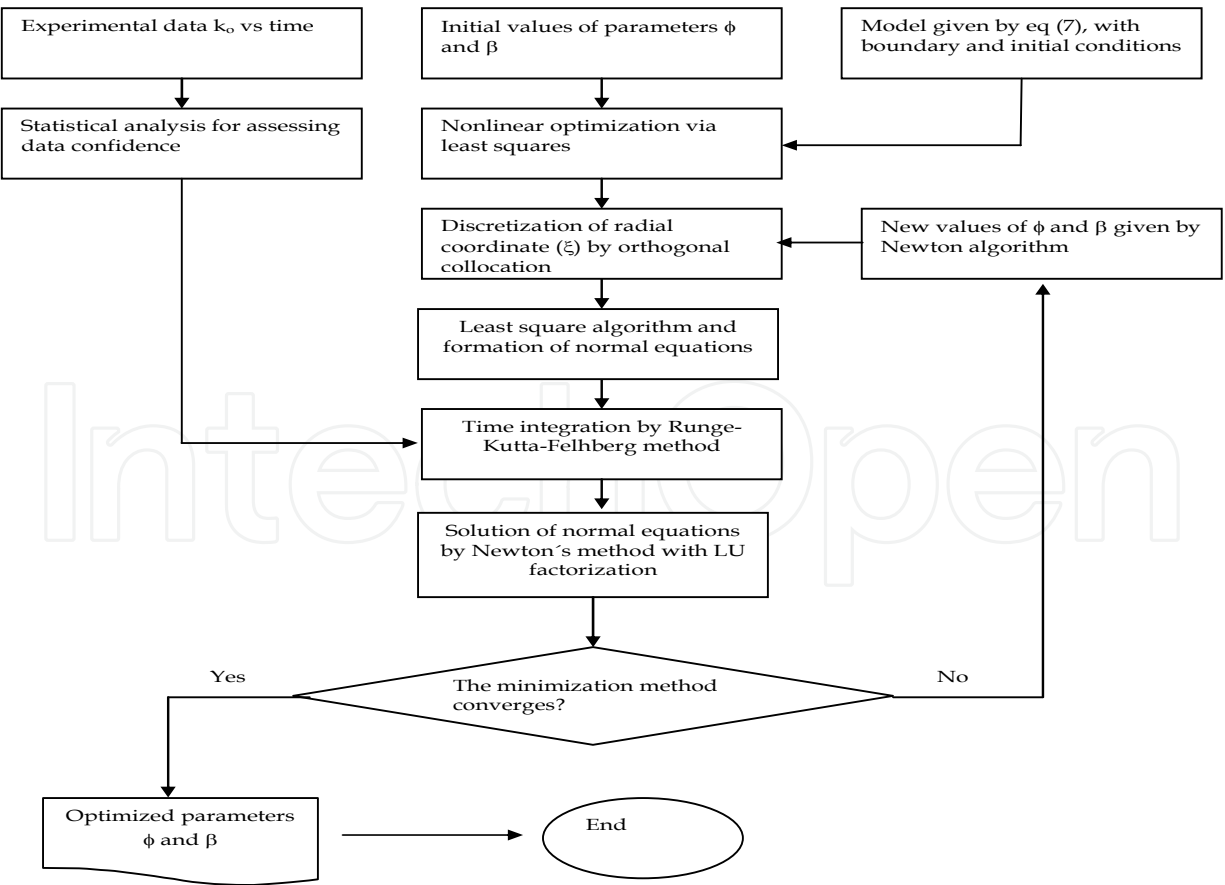 Experimental data kₒ vs time
Initial values of parameters ϕ
and β
Model given by eq (7), with
boundary and initial conditions
Statistical analysis for assessing
data confidence
Nonlinear optimization via
least squares
Discretization of radial
coordinate (ξ) by orthogonal
collocation
New values of ϕ and β given by
Newton algorithm
Least square algorithm and
formation of normal equations
Time integration by Runge-
Kutta-Felhberg method
Solution of normal equations
by Newton´s method with LU
factorization
Yes
The minimization method
converges?
No
Optimized parameters
ϕ and β
End
IntechOpen